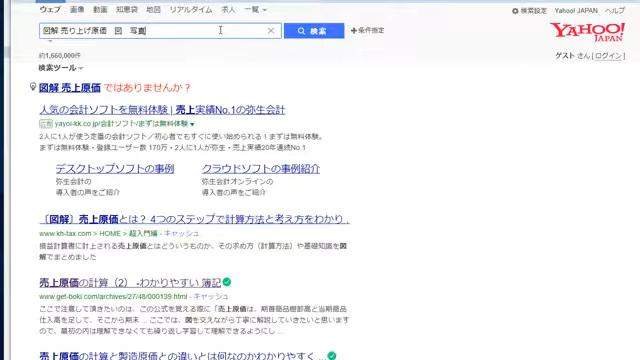 ウェブ 画像 動画 知恵袋 地図 リアルタイム 求人 一覧
検索設定 Yahoo! JAPAN ヘルプ
図解 売り上げ原価 図 写真
検索
+条件指定
YAHOO!
JAPAN
約1,660,000件
ゲスト さん [ログイン]
検索ツール
図解 売上原価 ではありませんか?
人気の会計ソフトを無料体験 | 売上実績No.1の弥生会計
広告 yayoi-kk.co.jp/会計ソフト/まずは無料体験
2人に1人が使う定番の会計ソフト/初心者でもすぐに使い始められる!まずは無料体験。
まずは無料体験・登録ユーザー数 170万・2人に1人が弥生・売上実績20年連続No.1
デスクトップソフトの事例 クラウドソフトの事例紹介
弥生会計の 弥生会計オンラインの
導入者の声をご紹介 導入者の声をご紹介
〔図解〕売上原価とは? 4つのステップで計算方法と考え方をわかり...
www.kh-tax.com › HOME › 超入門編 - キャッシュ
損益計算書に計上される売上原価とはどういうものか、その求め方(計算方法)や基礎知識を図
解でまとめました
売上原価の計算(2) -わかりやすい 簿記
www.get-boki.com/archives/27/48/000139.html - キャッシュ
ここで注意して頂きたいのは、この公式を覚える際に「売上原価は、期首商品棚卸高と当期商品
仕入高を足して、そこから期末 ... ここでは、図を交えながら丁寧に解説していきたいと思います
ので、最初の内は理解できなくても繰り返し学習して理解できるようにし ...
売上原価の計算と製造原価との違いとは何なのかわかりやすく ...